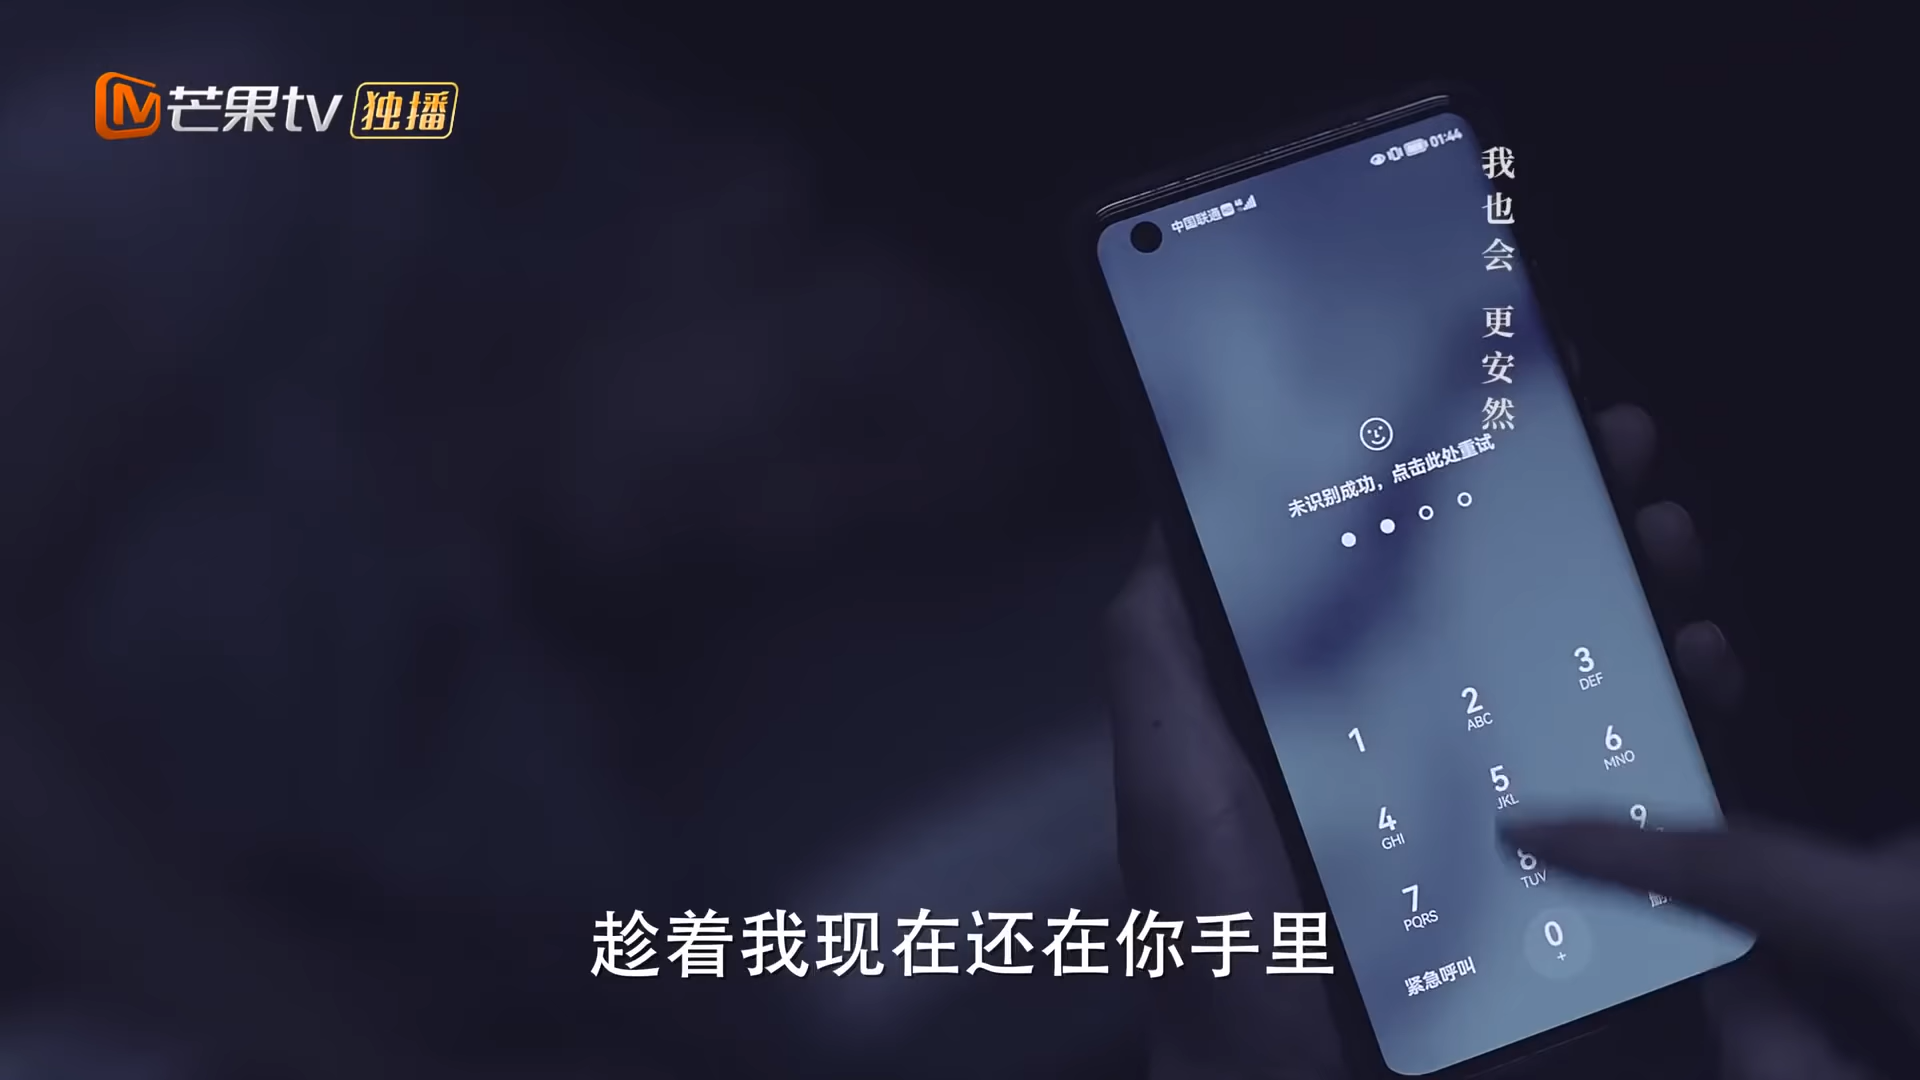 芒果tv 独播
01:44
中国联通
我也会 更安然
未识别成功，点击此处重试
1
2
ABC
3
DEF
4
GHI
5
JKL
6
MNO
7
PQRS
8
TUV
9
0
+
紧急呼叫
趁着我现在还在你手里